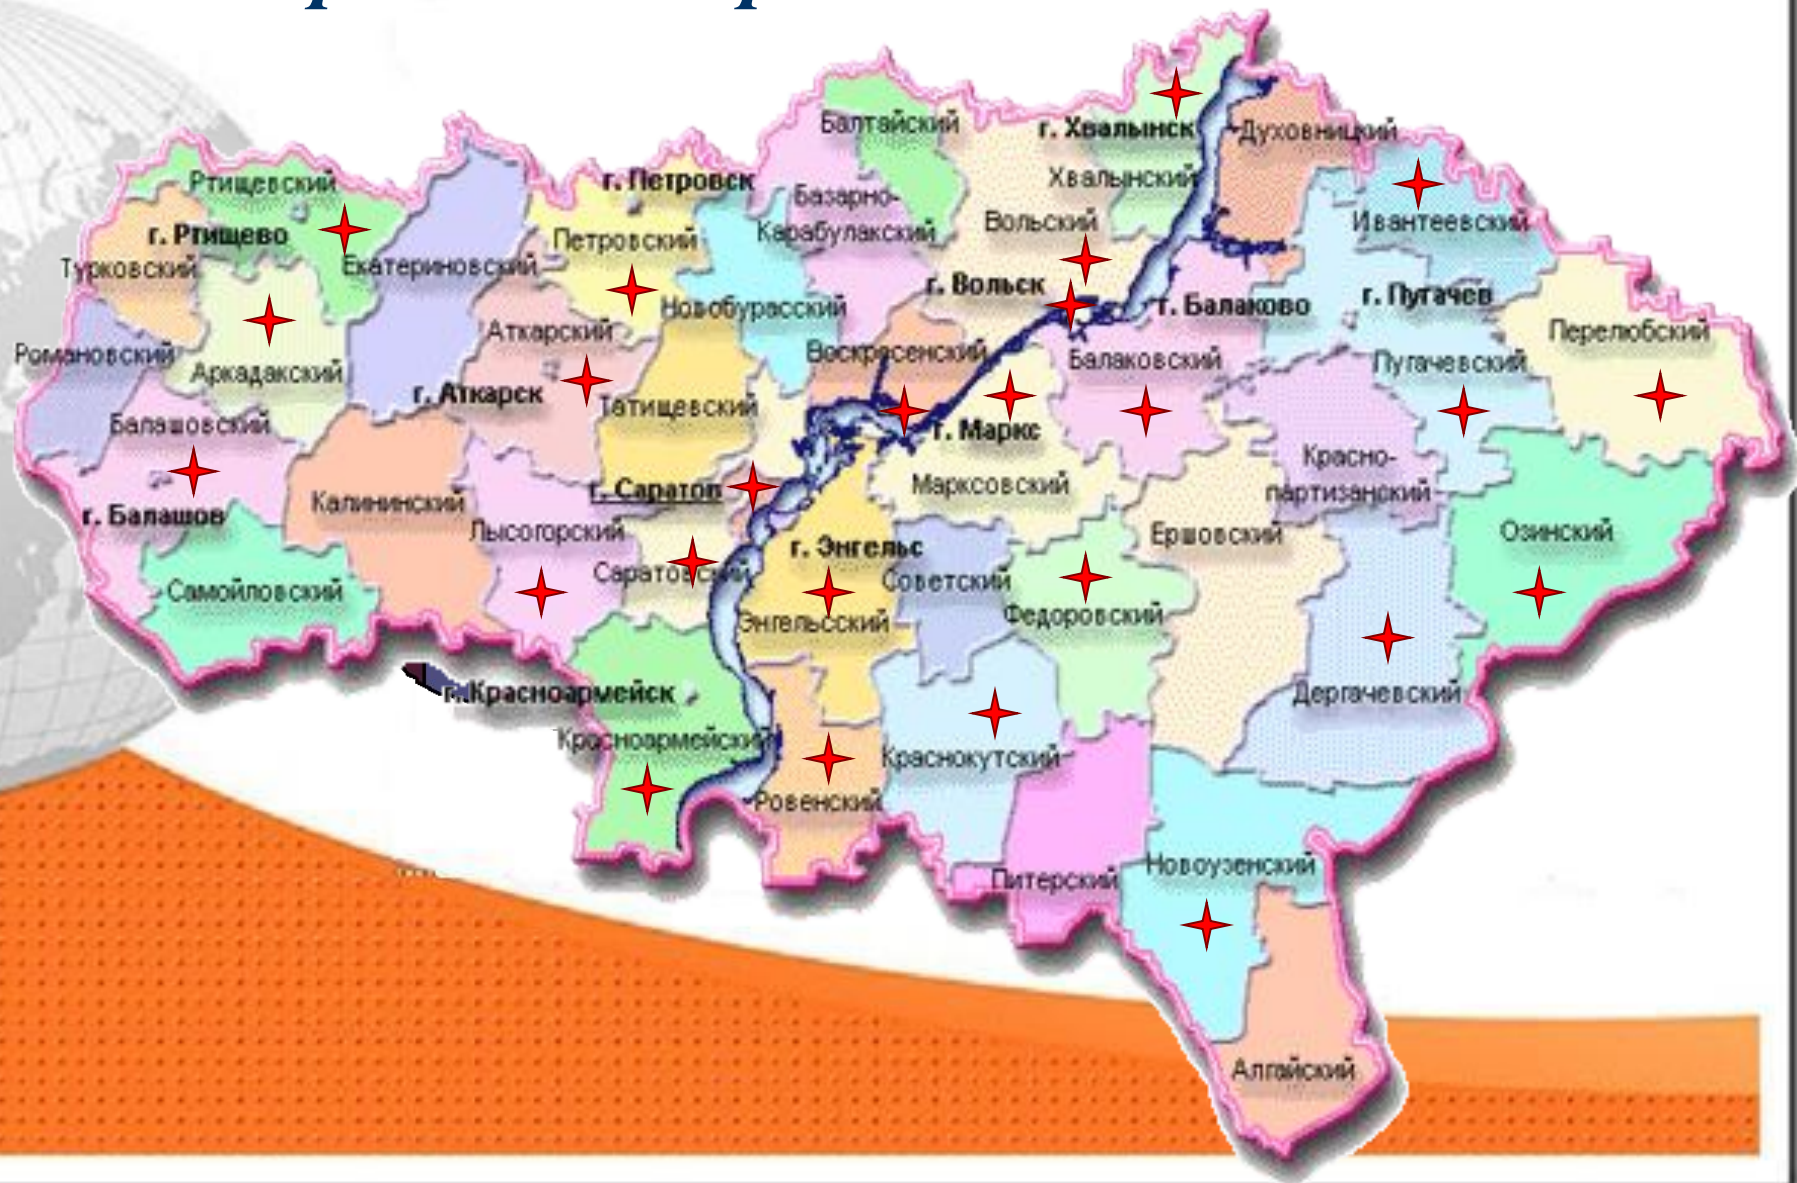 Балтайский
г. Хвалынск
Духовницкий
Ртищевский
г. Петровск
Хвалынский
Базарно-
Карабулакский
Вольский
Ивантеевский
г. Ртищево
Петровский
Турковский
Екатериновский
г. Вольск
г. Балаково
г. Пугачев
Новобурасский
Аткарский
Перелюбский
Романовский
Аркадакский
Воскресенский
Балаковский
Пугачевский
г. Аткарск
Татищевский
Балашовский
г. Маркс
Красно-
партизанский
Марксовский
г. Саратов
Калининский
г. Балашов
Лысогорский
Ершовский
Озинский
г. Энгельс
Саратовский
Советский
Самойловский
Федоровский
Энгельсский
г. Красноармейск
Дергачевский
Красноармейский
Краснокутский
Ровенский
Новоузенский
Питерский
Алгайский